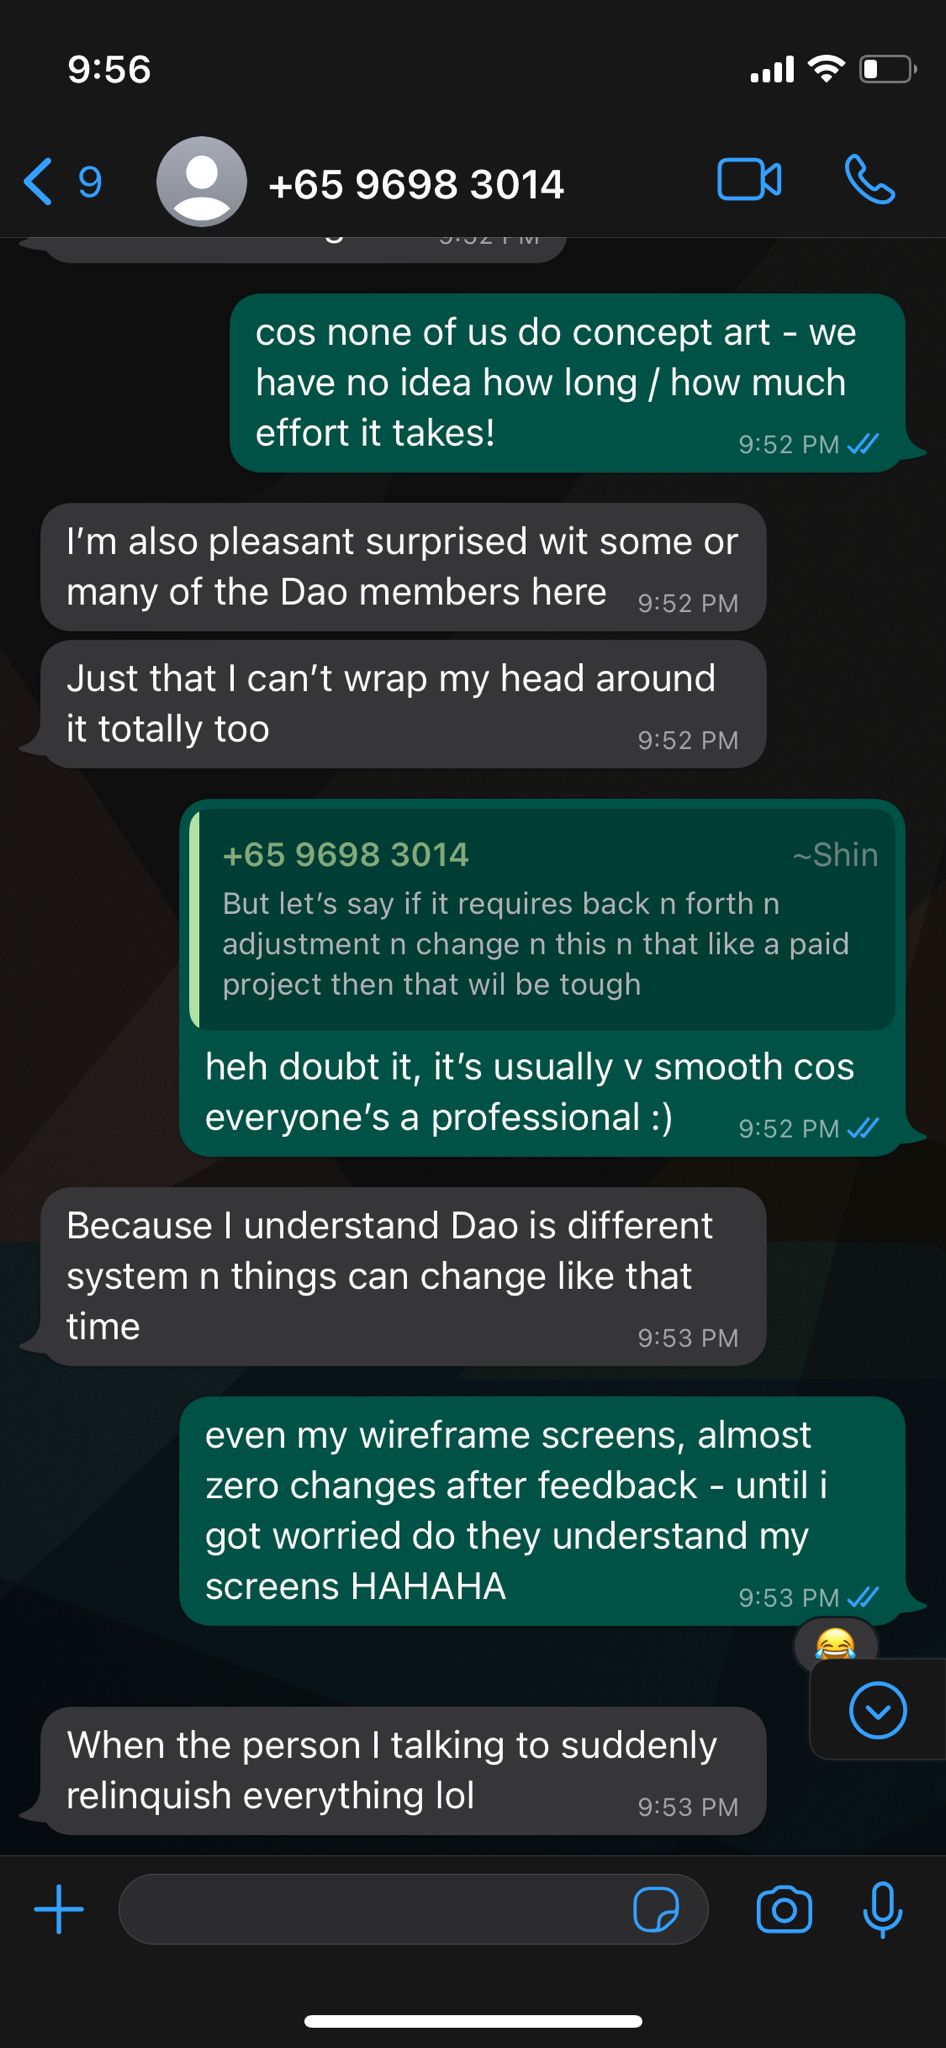 9:56
9
+65 9698 3014
cos none of us do concept art - we
have no idea how long / how much
effort it takes!
9:52 PM
I’m also pleasant surprised wit some or
many of the Dao members here
9:52 PM
Just that I can’t wrap my head around
it totally too
9:52 PM
+65 9698 3014
~Shin
But let’s say if it requires back n forth n
adjustment n change n this n that like a paid
project then that wil be tough
heh doubt it, it’s usually v smooth cos
everyone’s a professional :)
9:52 PM
Because I understand Dao is different
system n things can change like that
time
9:53 PM
even my wireframe screens, almost
zero changes after feedback - until i
got worried do they understand my
screens HAHAHA
9:53 PM
When the person I talking to suddenly
relinquish everything lol
9:53 PM